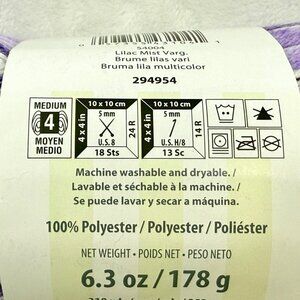 54004
Lilac Mist Varg.
Brume lilas vari
Bruma lila multicolor
294954
MEDIUM
4
MOYEN
MEDIO
10 x 10 cm
4 x 4 in
5 mm
U.S. 8
24 R
18 Sts
10 x 10 cm
4 x 4 in
5 mm
U.S. H/8
14 R
13 Sc
Machine washable and dryable. /
Lavable et séchable à la machine. /
Se puede lavar y secar a máquina.
100% Polyester / Polyester / Poliéster
NET WEIGHT • POIDS NET • PESO NETO
6.3 oz / 178 g